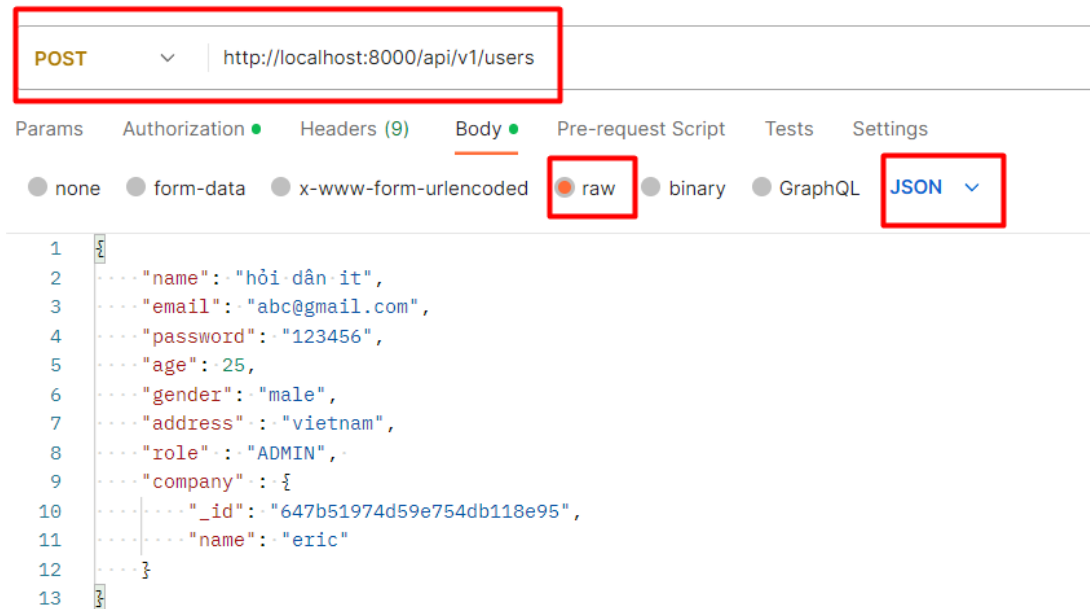 POST http://localhost:8000/api/v1/users
Params Authorization Headers (9) Body Pre-request Script Tests Settings
none form-data x-www-form-urlencoded raw binary GraphQL JSON
1 {
2 "name": "hỏi dân it",
3 "email": "abc@gmail.com",
4 "password": "123456",
5 "age": 25,
6 "gender": "male",
7 "address" : "vietnam",
8 "role" : "ADMIN",
9 "company" : {
10 "_id": "647b51974d59e754db118e95",
11 "name": "eric"
12 }
13 }